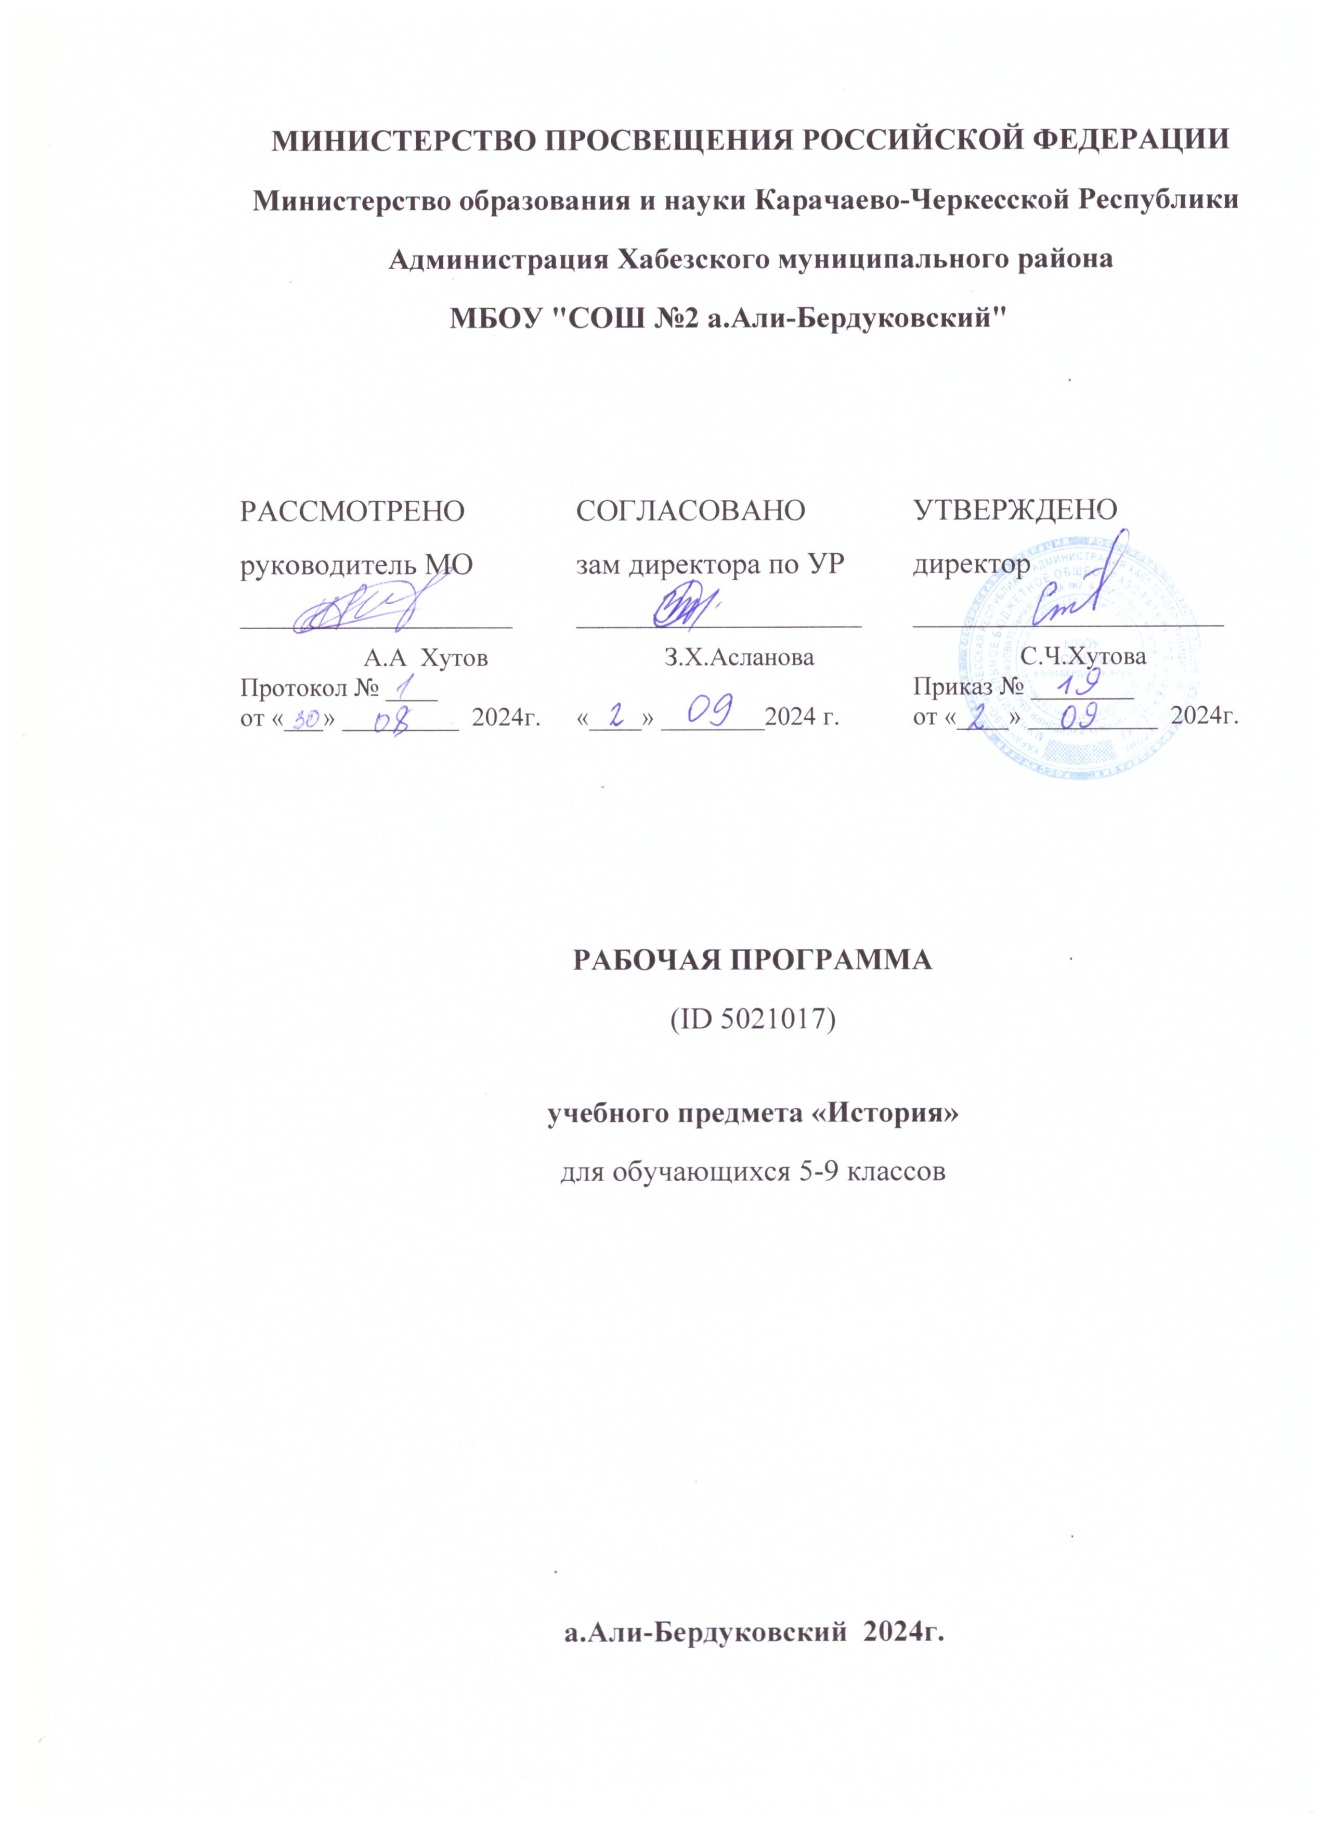 МИНИСТЕРСТВО ПРОСВЕЩЕНИЯ РОССИЙСКОЙ ФЕДЕРАЦИИ
Министерство образования и науки Карачаево-Черкесской Республики
Администрация Хабезского муниципального района
МБОУ "СОШ №2 а.Али-Бердуковский"
РАССМОТРЕНО
руководитель МО
А.А Хутов
Протокол № 1
от «30» 08 2024г.
СОГЛАСОВАНО
зам директора по УР
З.Х.Асланова
«2» 09 2024 г.
УТВЕРЖДЕНО
директор
С.Ч.Хутова
Приказ № 19
от «2» 09 2024г.
РАБОЧАЯ ПРОГРАММА
(ID 5021017)
учебного предмета «История»
для обучающихся 5-9 классов
а.Али-Бердуковский 2024г.